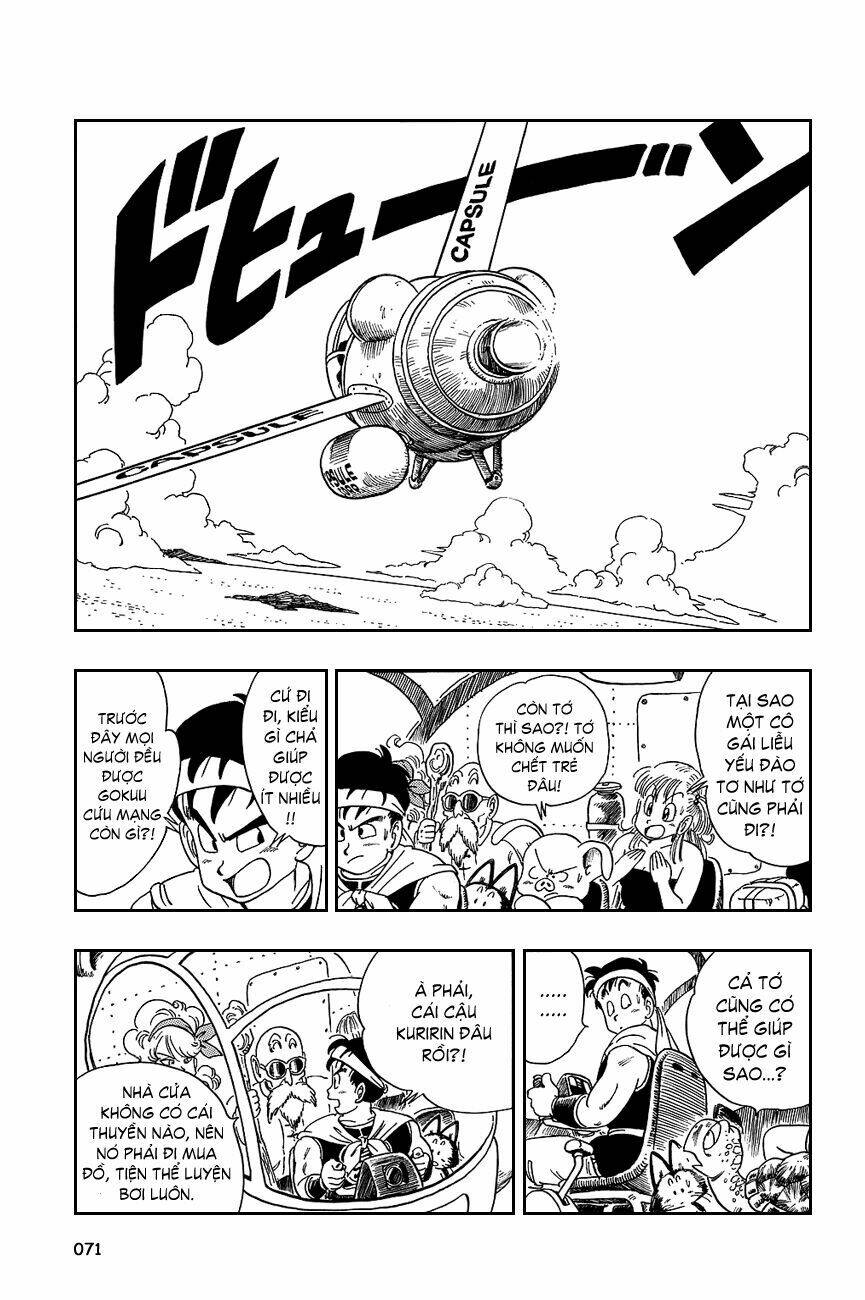 ドヒューーン
CAPSULE
CAPSULE
PSULE
TẠI SAO
MỘT CÔ
GÁI LIỄU
YẾU ĐÀO
TƠ NHƯ TỚ
CŨNG PHẢI
ĐI?!
CÒN TỚ
THÌ SAO?! TỚ
KHÔNG MUỐN
CHẾT TRẺ
ĐÂU!
CỨ ĐI
ĐI, KIỂU
GÌ CHẢ
GIÚP
ĐƯỢC
ÍT NHIỀU
!!
TRƯỚC
ĐÂY MỌI
NGƯỜI ĐỀU
ĐƯỢC
GOKUU
CỨU MẠNG
CÒN GÌ?!
CẢ TỚ
CŨNG CÓ
THỂ GIÚP
ĐƯỢC GÌ
SAO...?
.....
.....
À PHẢI,
CÁI CẬU
KURIRIN ĐÂU
RỒI?!
NHÀ CỬA
KHÔNG CÓ CÁI
THUYỀN NÀO, NÊN
NÓ PHẢI ĐI MUA
ĐỒ, TIỆN THỂ LUYỆN
BƠI LUÔN.
071